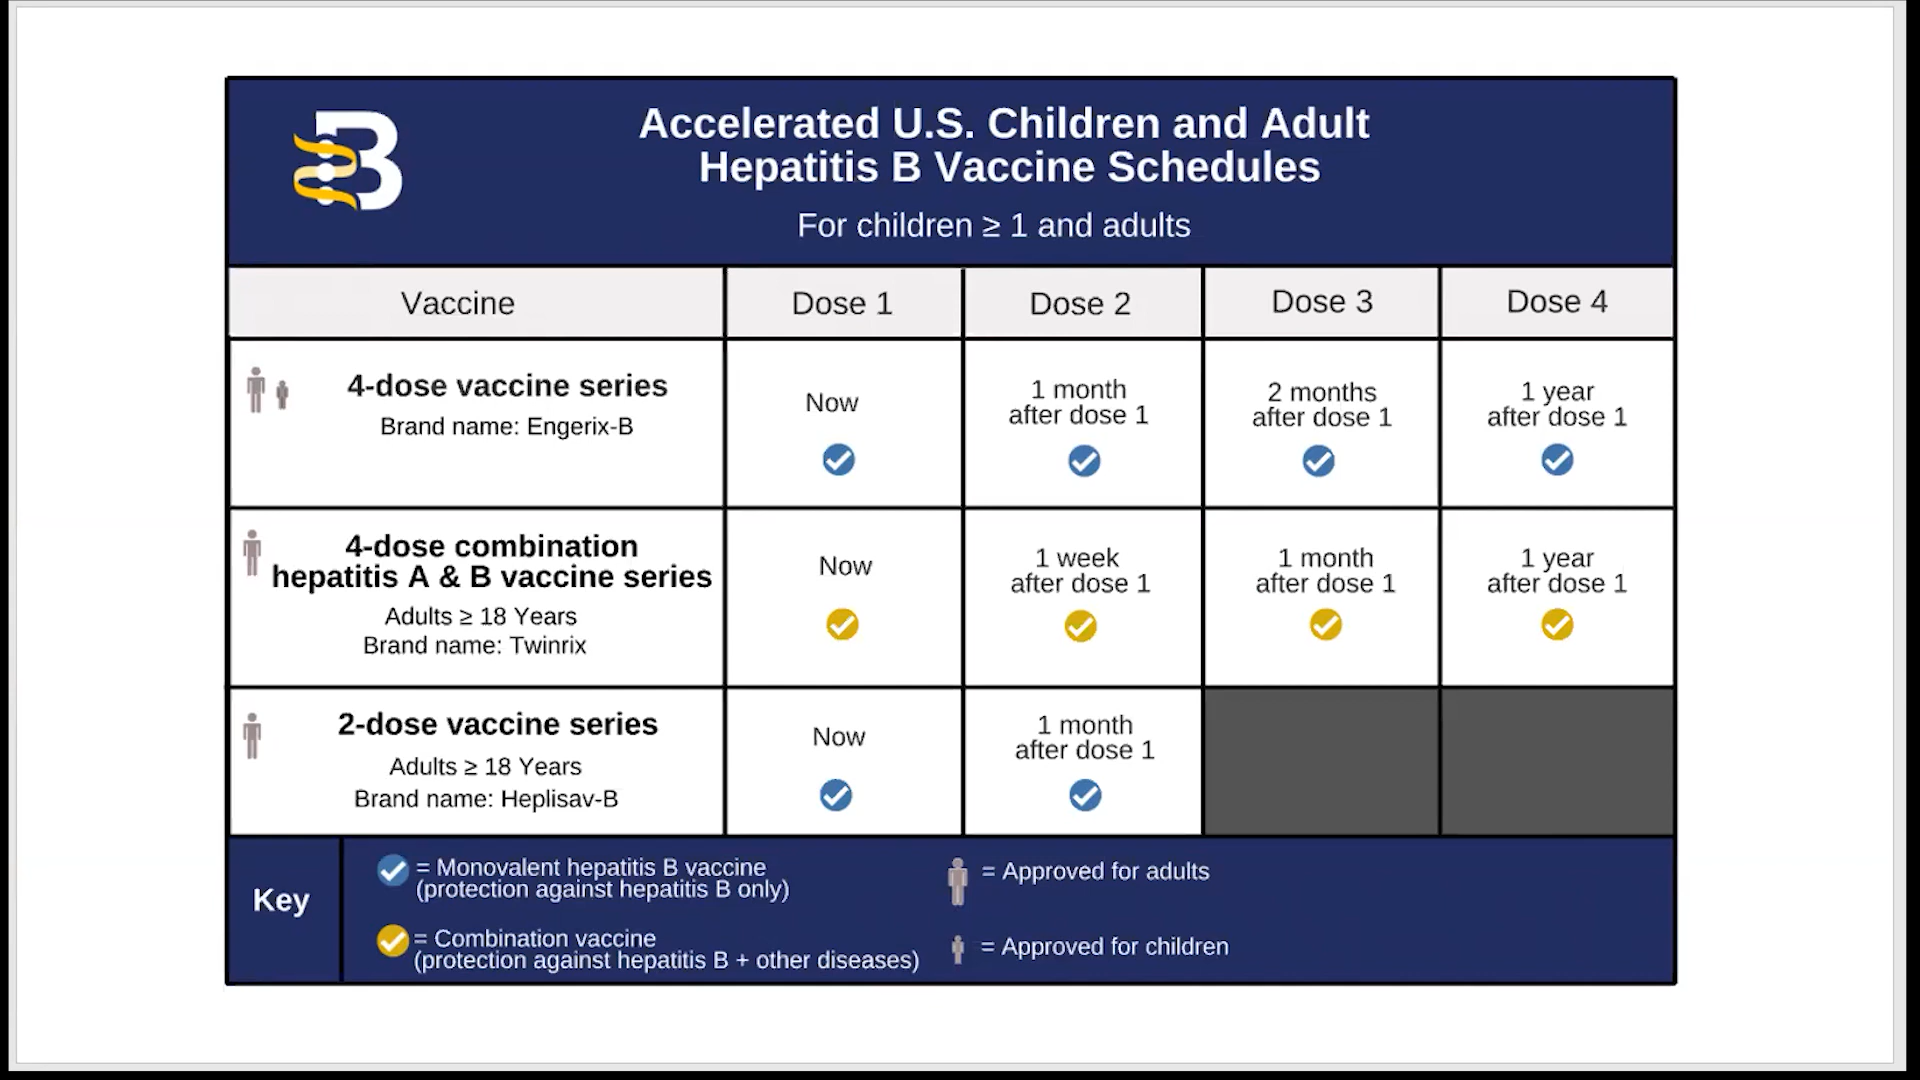 B
Accelerated U.S. Children and Adult
Hepatitis B Vaccine Schedules
For children ≥ 1 and adults
Vaccine
Dose 1
Dose 2
Dose 3
Dose 4
4-dose vaccine series
Brand name: Engerix-B
Now
1 month
after dose 1
2 months
after dose 1
1 year
after dose 1
4-dose combination
hepatitis A & B vaccine series
Adults ≥ 18 Years
Brand name: Twinrix
Now
1 week
after dose 1
1 month
after dose 1
1 year
after dose 1
2-dose vaccine series
Adults ≥ 18 Years
Brand name: Heplisav-B
Now
1 month
after dose 1
Key
= Monovalent hepatitis B vaccine
(protection against hepatitis B only)
= Combination vaccine
(protection against hepatitis B + other diseases)
= Approved for adults
= Approved for children